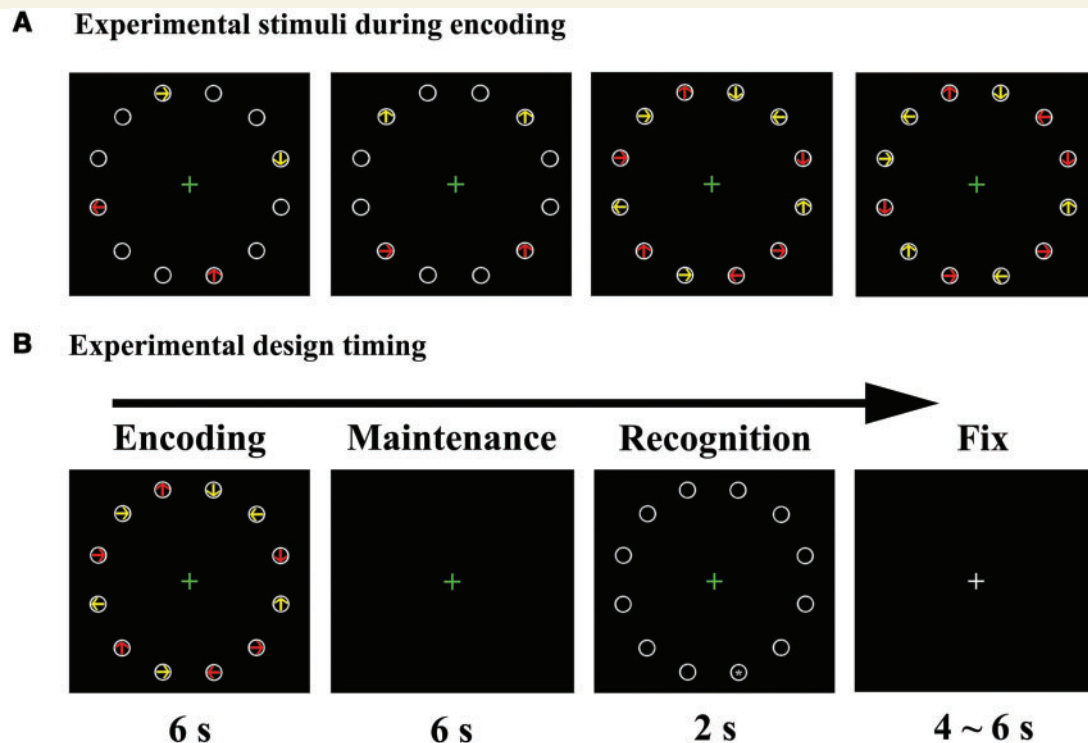 A Experimental stimuli during encoding
B Experimental design timing
Encoding Maintenance Recognition Fix
*
6 s 6 s 2 s 4 ~ 6 s